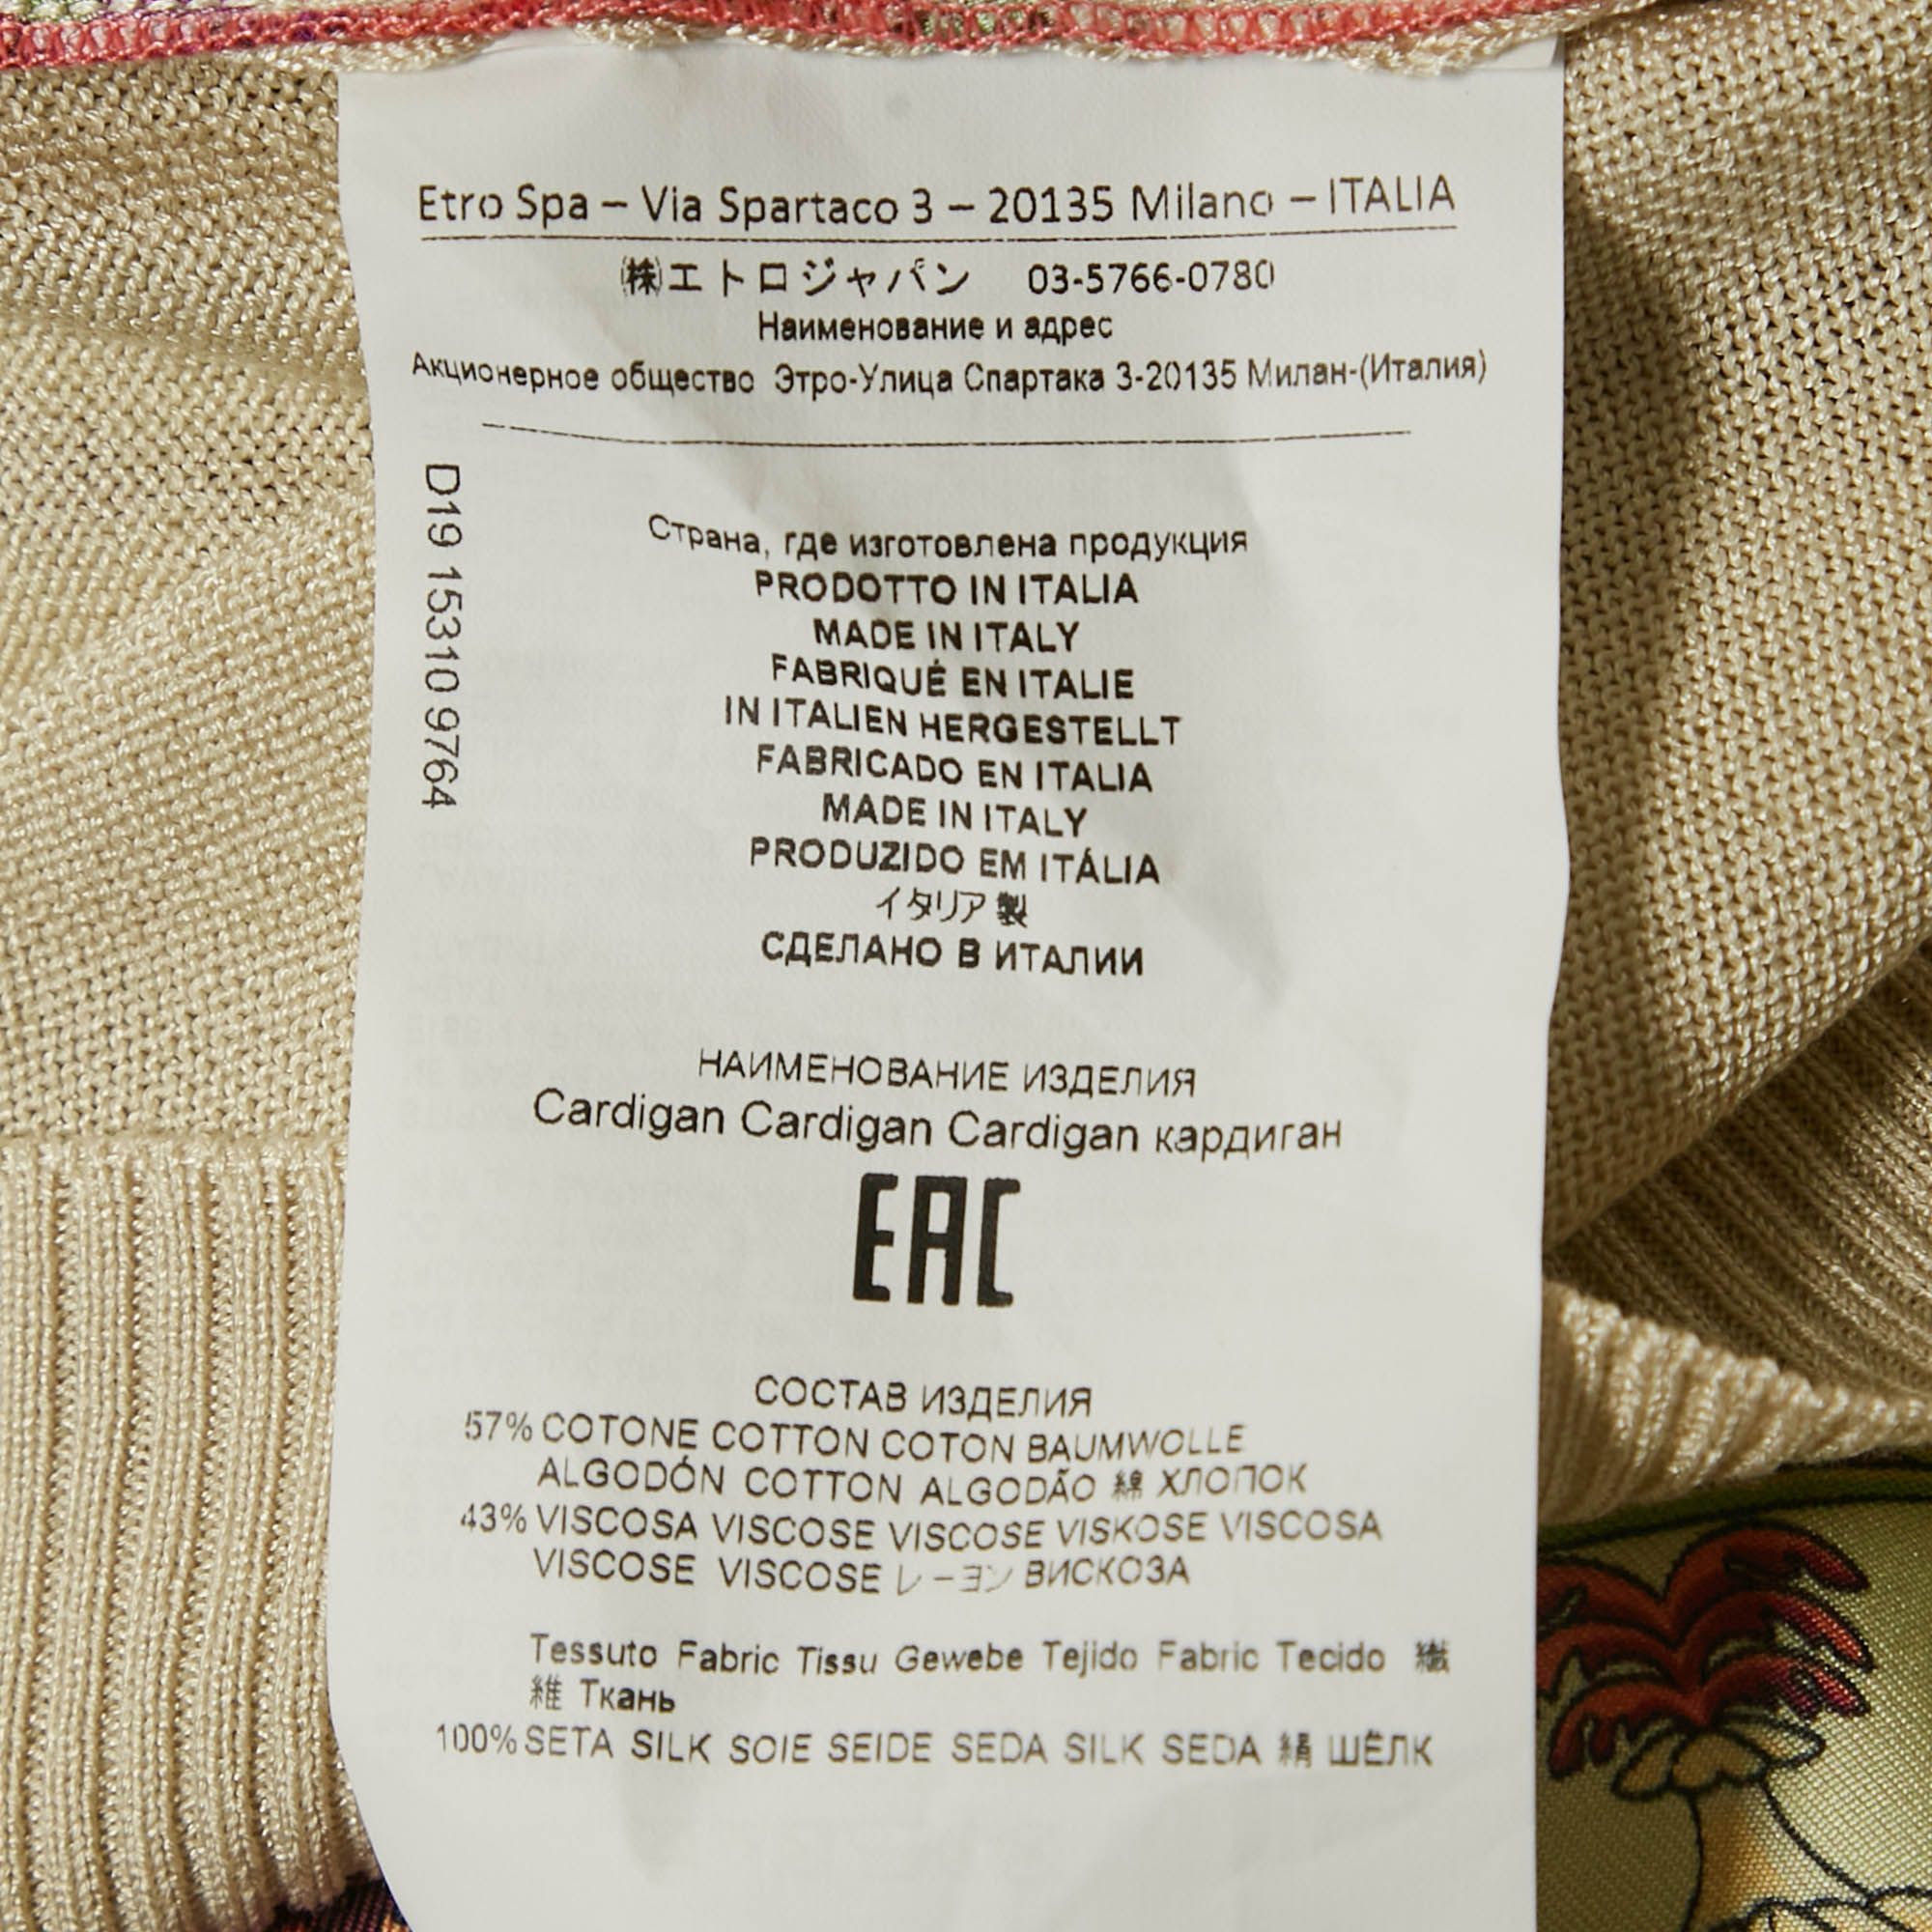 Etro Spa – Via Spartaco 3 – 20135 Milano – ITALIA
㈱エトロジャパン 03-5766-0780
Наименование и адрес
Акционерное общество Этро-Улица Спартака 3-20135 Милан-(Италия)
D19 15310 9764
Страна, где изготовлена продукция
PRODOTTO IN ITALIA
MADE IN ITALY
FABRIQUÉ EN ITALIE
IN ITALIEN HERGESTELLT
FABRICADO EN ITALIA
MADE IN ITALY
PRODUZIDO EM ITÁLIA
イタリア製
СДЕЛАНО В ИТАЛИИ
НАИМЕНОВАНИЕ ИЗДЕЛИЯ
Cardigan Cardigan Cardigan кардиган
EAC
СОСТАВ ИЗДЕЛИЯ
57% COTONE COTTON COTON BAUMWOLLE
ALGODÓN COTTON ALGODÃO 綿 ХЛОПОК
43% VISCOSA VISCOSE VISCOSE VISKOSE VISCOSA
VISCOSE VISCOSE レーヨン ВИСКОЗА
Tessuto Fabric Tissu Gewebe Tejido Fabric Tecido 繊
維 Ткань
100% SETA SILK SOIE SEIDE SEDA SILK SEDA 絹 ШЁЛК